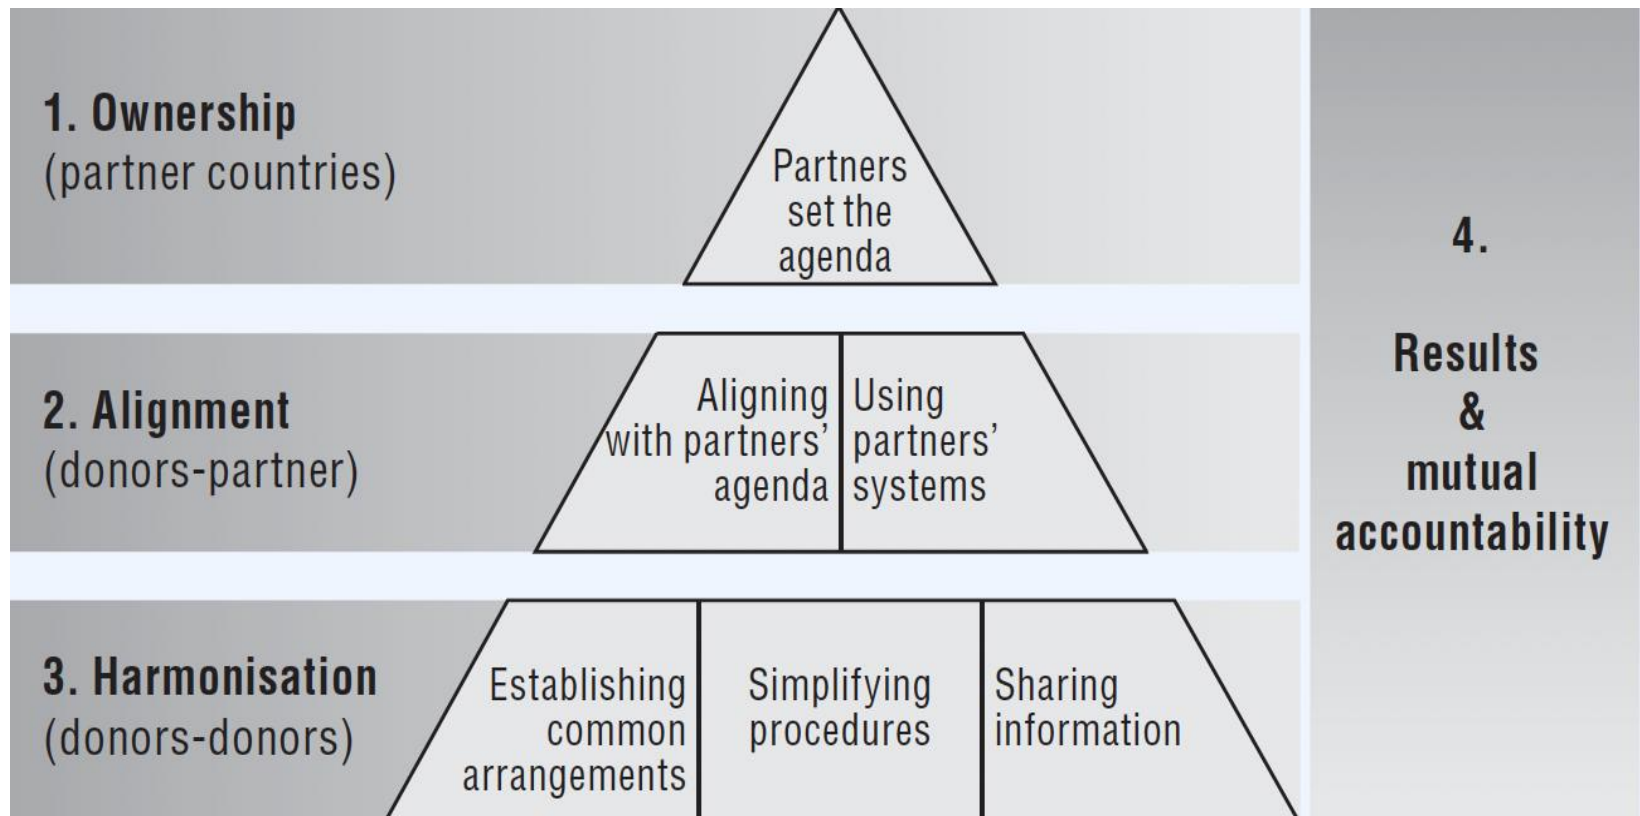 1. Ownership
(partner countries)
Partners
set the
agenda
2. Alignment
(donors-partner)
Aligning
with partners’
agenda
Using
partners’
systems
3. Harmonisation
(donors-donors)
Establishing
common
arrangements
Simplifying
procedures
Sharing
information
4.
Results
&
mutual
accountability